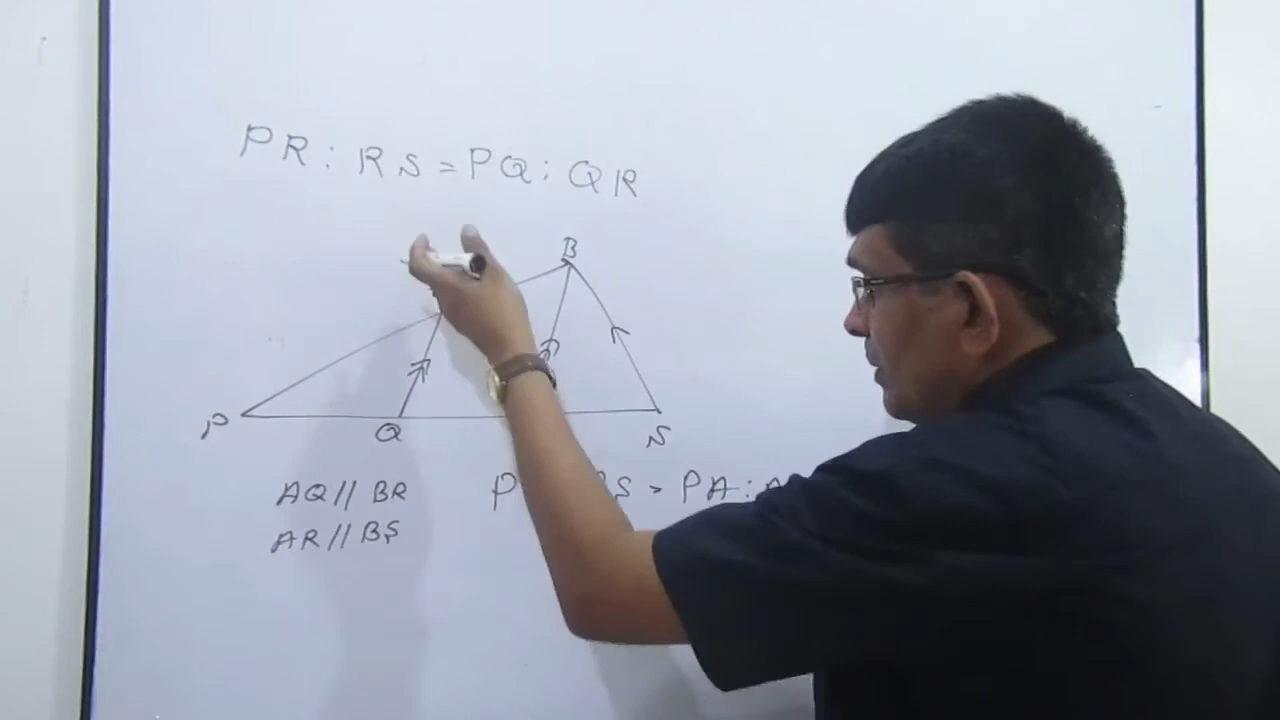 PR : RS = PQ : QR
B
P
Q
S
AQ // BR
AR // BS
P S = PA :